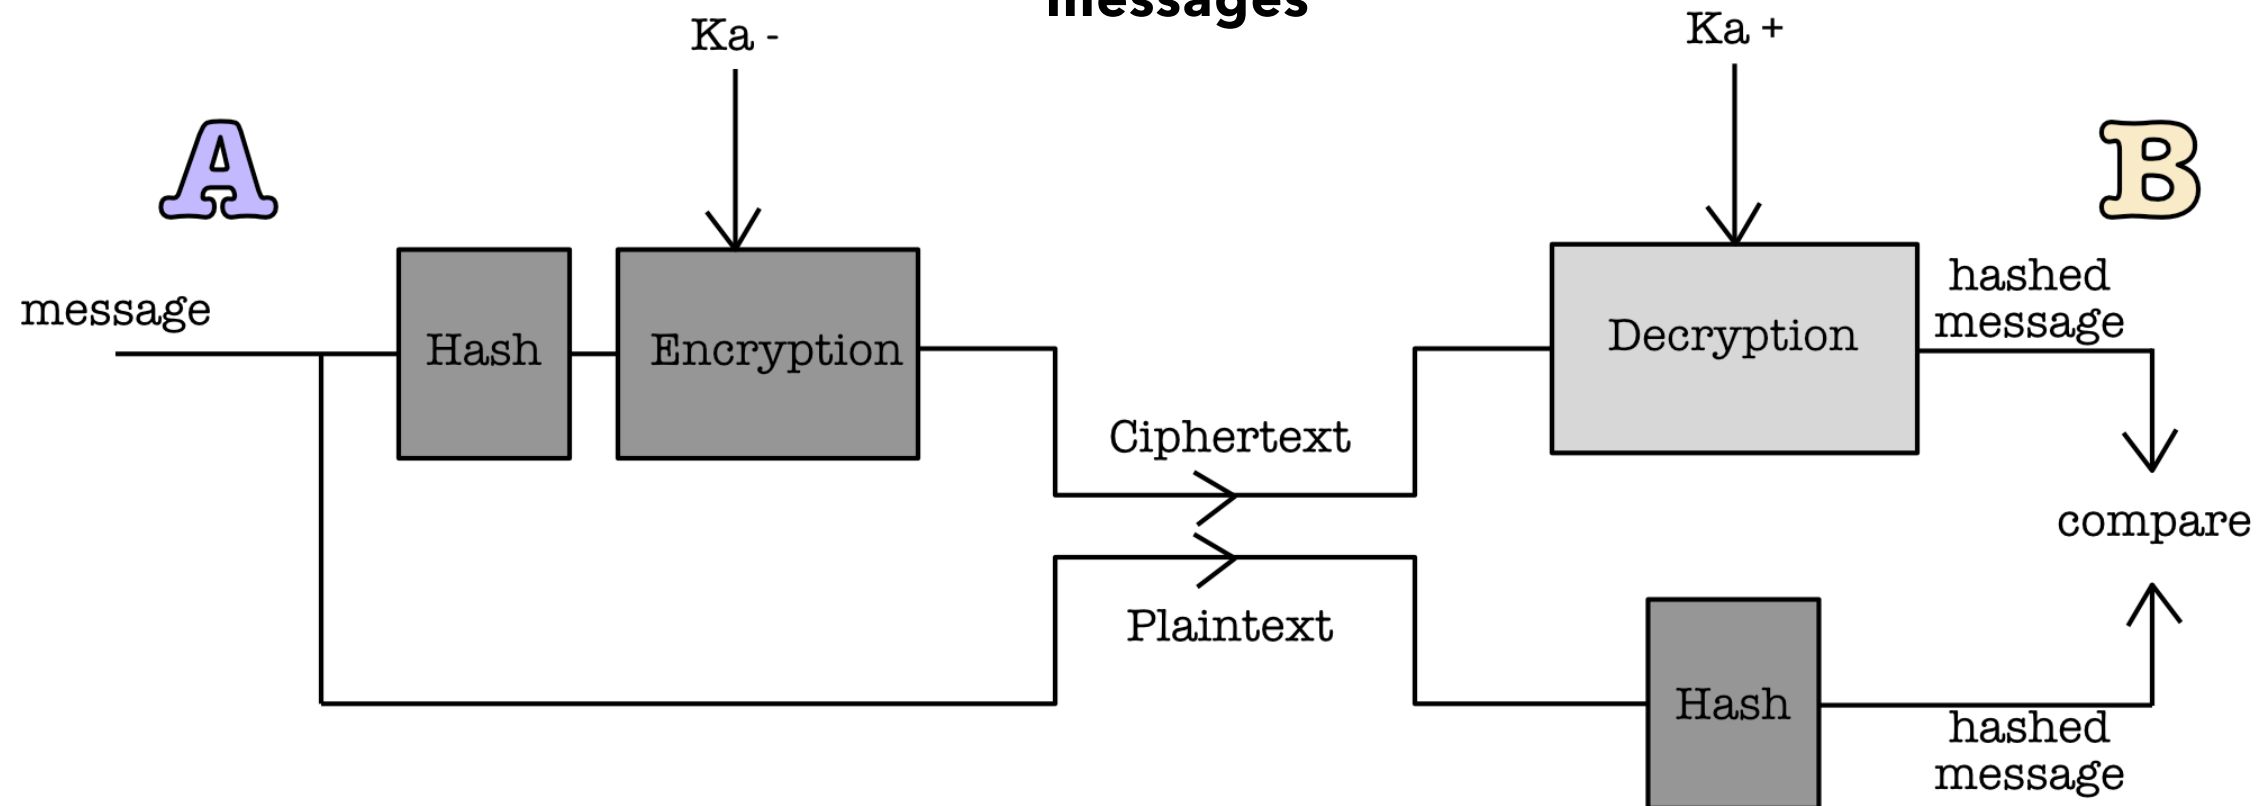 messages
Ka -
Ka +
A
B
message
Hash
Encryption
Decryption
hashed
message
Ciphertext
compare
Plaintext
Hash
hashed
message